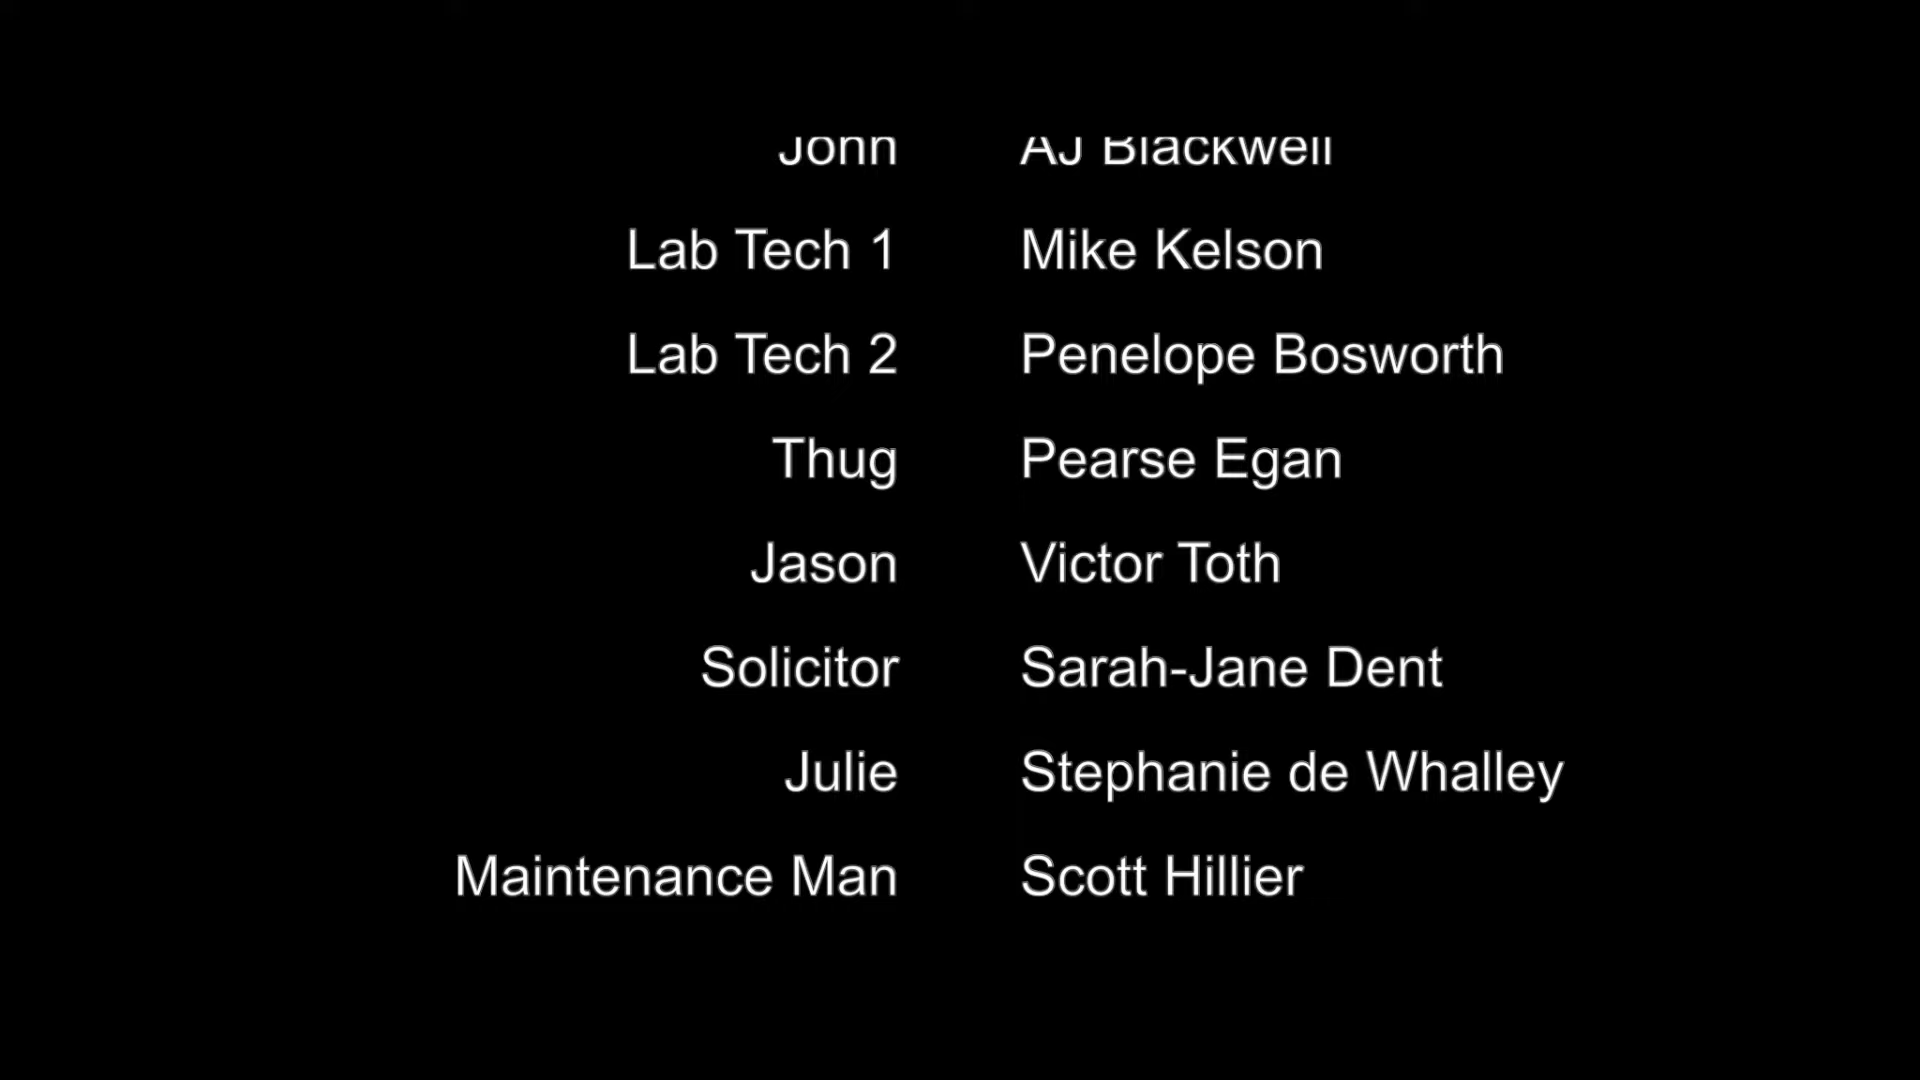 John AJ Blackwell
Lab Tech 1 Mike Kelson
Lab Tech 2 Penelope Bosworth
Thug Pearse Egan
Jason Victor Toth
Solicitor Sarah-Jane Dent
Julie Stephanie de Whalley
Maintenance Man Scott Hillier